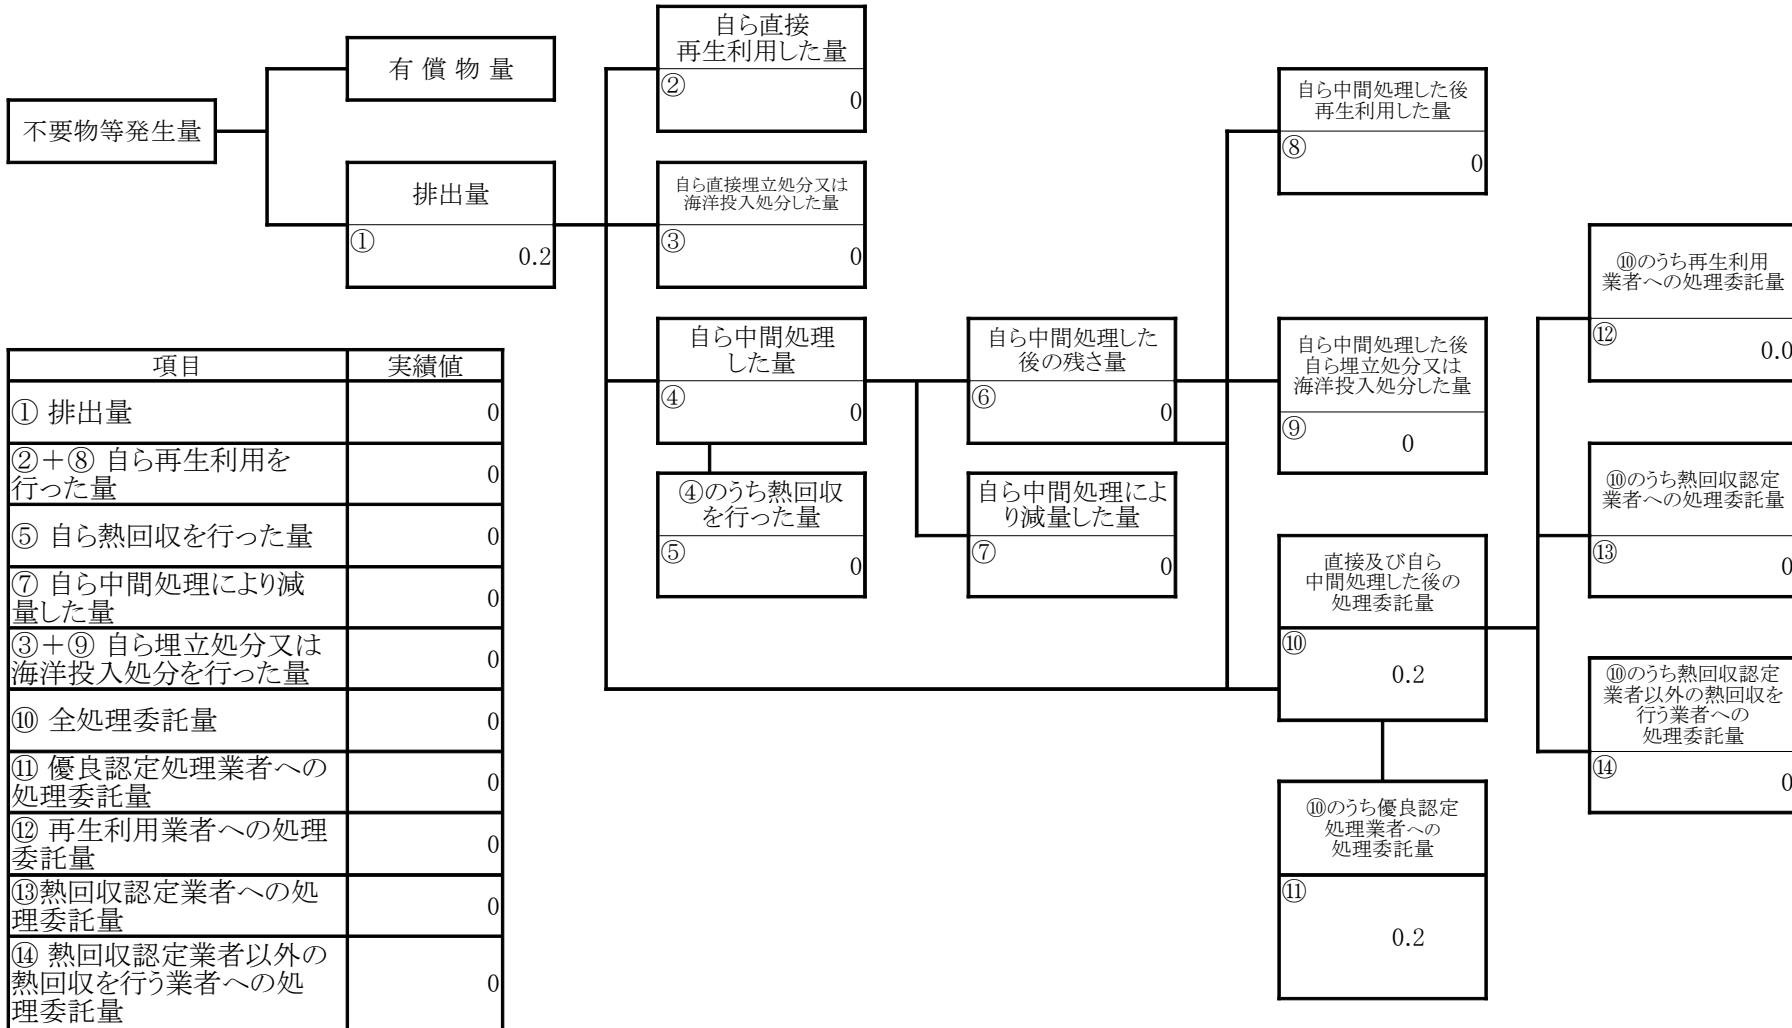 不要物等発生量
有 償 物 量
排出量
①
0.2
自ら直接
再生利用した量
②
0
自ら直接埋立処分又は
海洋投入処分した量
③
0
自ら中間処理
した量
④
0
④のうち熱回収
を行った量
⑤
0
自ら中間処理した
後の残さ量
⑥
0
自ら中間処理によ
り減量した量
⑦
0
自ら中間処理した後
再生利用した量
⑧
0
自ら中間処理した後
自ら埋立処分又は
海洋投入処分した量
⑨
0
直接及び自ら
中間処理した後の
処理委託量
⑩
0.2
⑩のうち優良認定
処理業者への
処理委託量
⑪
0.2
⑩のうち再生利用
業者への処理委託量
⑫
0.0
⑩のうち熱回収認定
業者への処理委託量
⑬
0
⑩のうち熱回収認定
業者以外の熱回収を
行う業者への
処理委託量
⑭
0
項目 実績値
① 排出量 0
②＋⑧ 自ら再生利用を
行った量 0
⑤ 自ら熱回収を行った量 0
⑦ 自ら中間処理により減
量した量 0
③＋⑨ 自ら埋立処分又は
海洋投入処分を行った量 0
⑩ 全処理委託量 0
⑪ 優良認定処理業者への
処理委託量 0
⑫ 再生利用業者への処理
委託量 0
⑬熱回収認定業者への処
理委託量 0
⑭ 熱回収認定業者以外の
熱回収を行う業者への処
理委託量 0